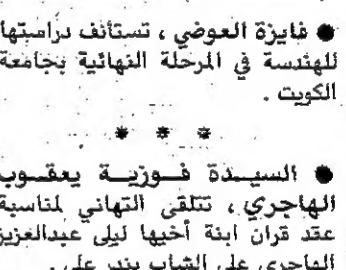 ● فايزة العوضي ، تستأنف دراستها
للهندسة في المرحلة النهائية بجامعة
الكويت .
* * *
● السيدة فوزية يعقوب
الهاجري ، تتلقى التهاني لمناسبة
عقد قران ابنة أخيها ليلى عبدالعزيز
الهاجري على الشاب بندر علي .